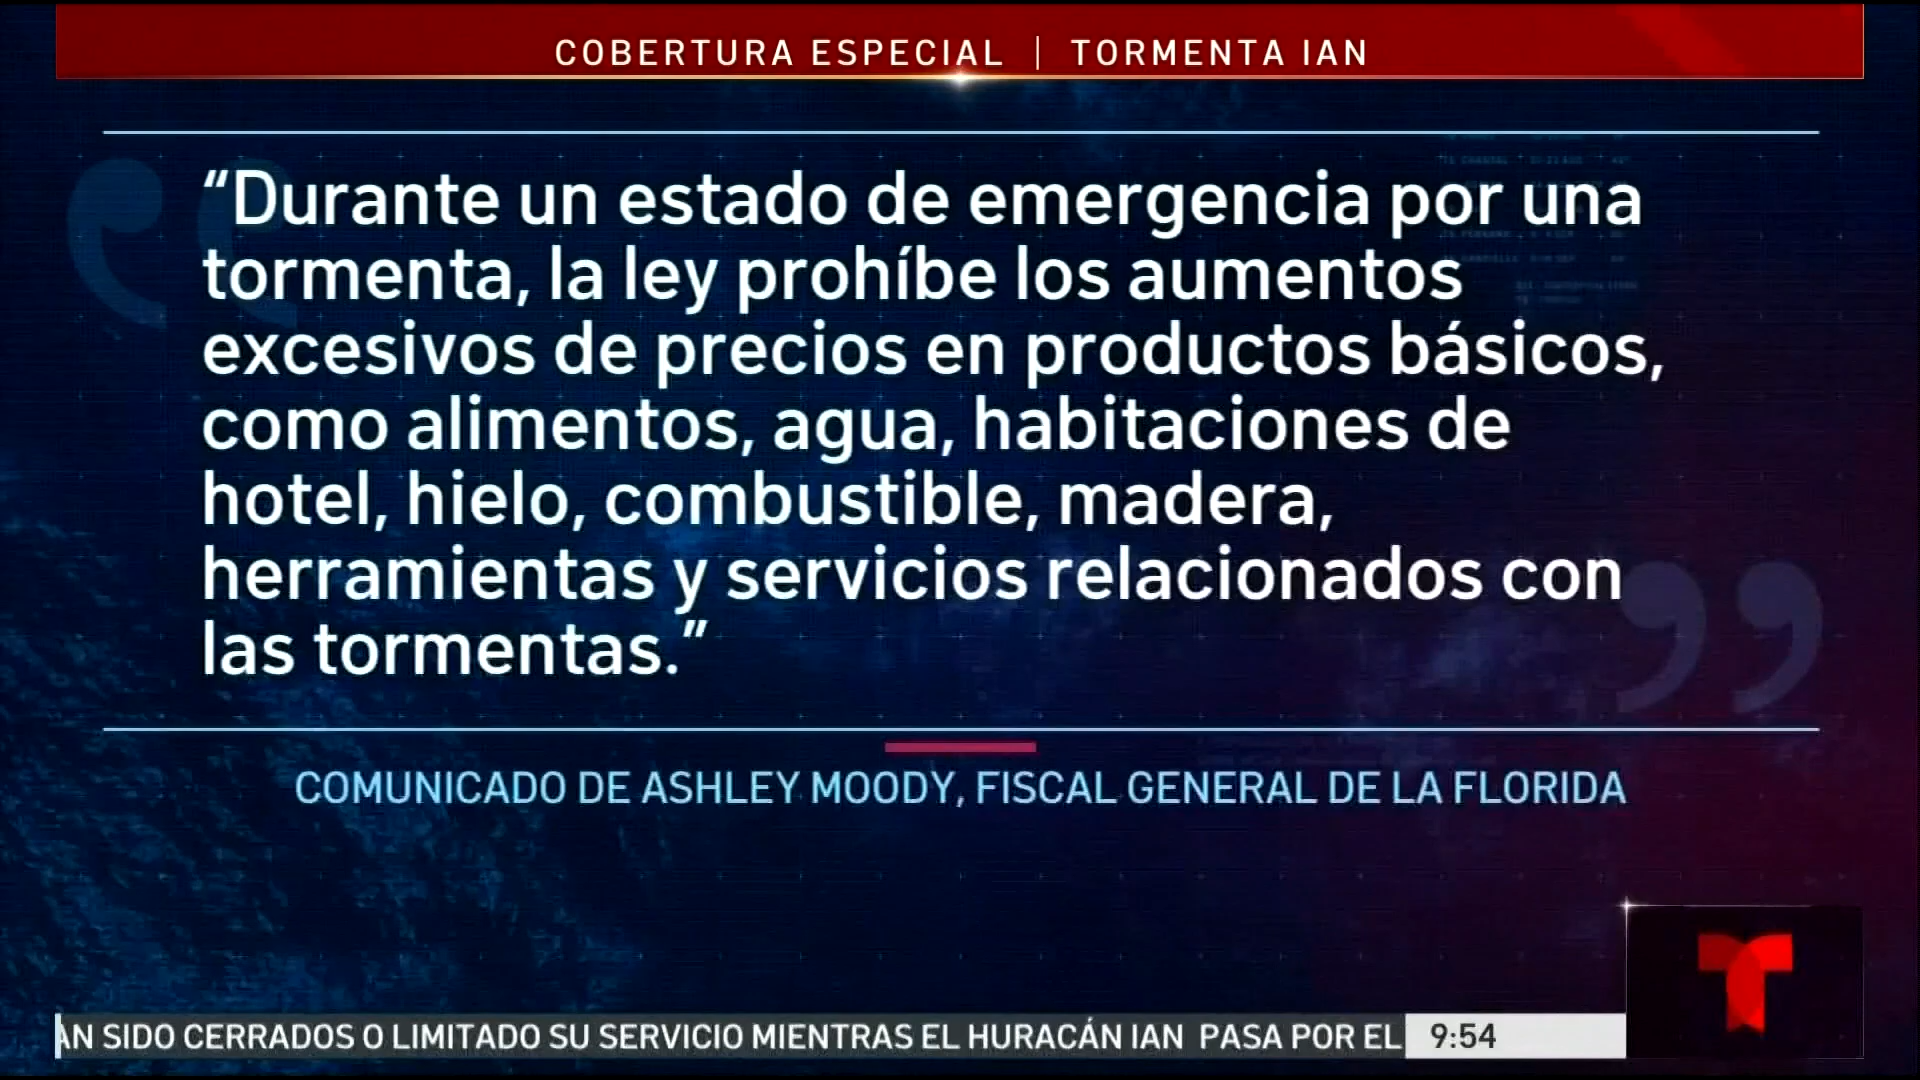 COBERTURA ESPECIAL | TORMENTA IAN
“Durante un estado de emergencia por una
tormenta, la ley prohíbe los aumentos
excesivos de precios en productos básicos,
como alimentos, agua, habitaciones de
hotel, hielo, combustible, madera,
herramientas y servicios relacionados con
las tormentas.”
COMUNICADO DE ASHLEY MOODY, FISCAL GENERAL DE LA FLORIDA
AN SIDO CERRADOS O LIMITADO SU SERVICIO MIENTRAS EL HURACÁN IAN PASA POR EL
9:54